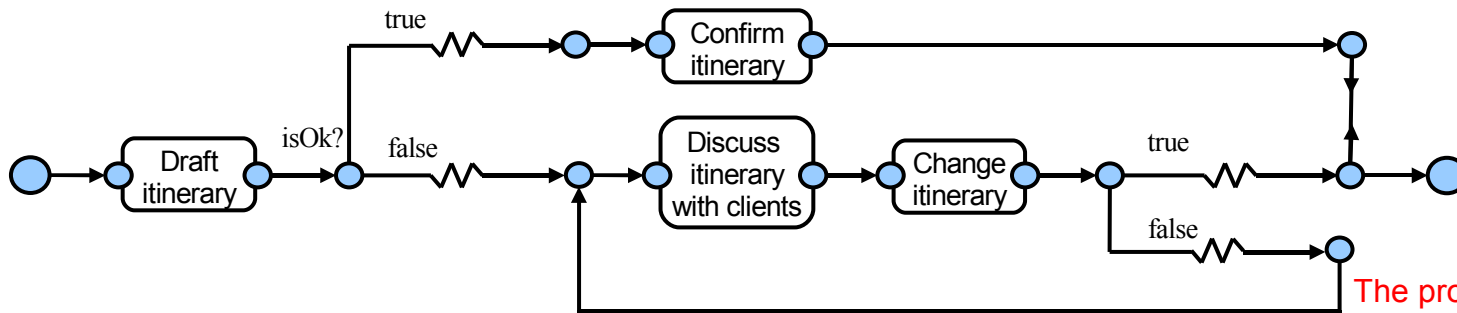 true
Confirm
itinerary
isOk?
false
Draft
itinerary
Discuss
itinerary
with clients
Change
itinerary
true
false
The pro